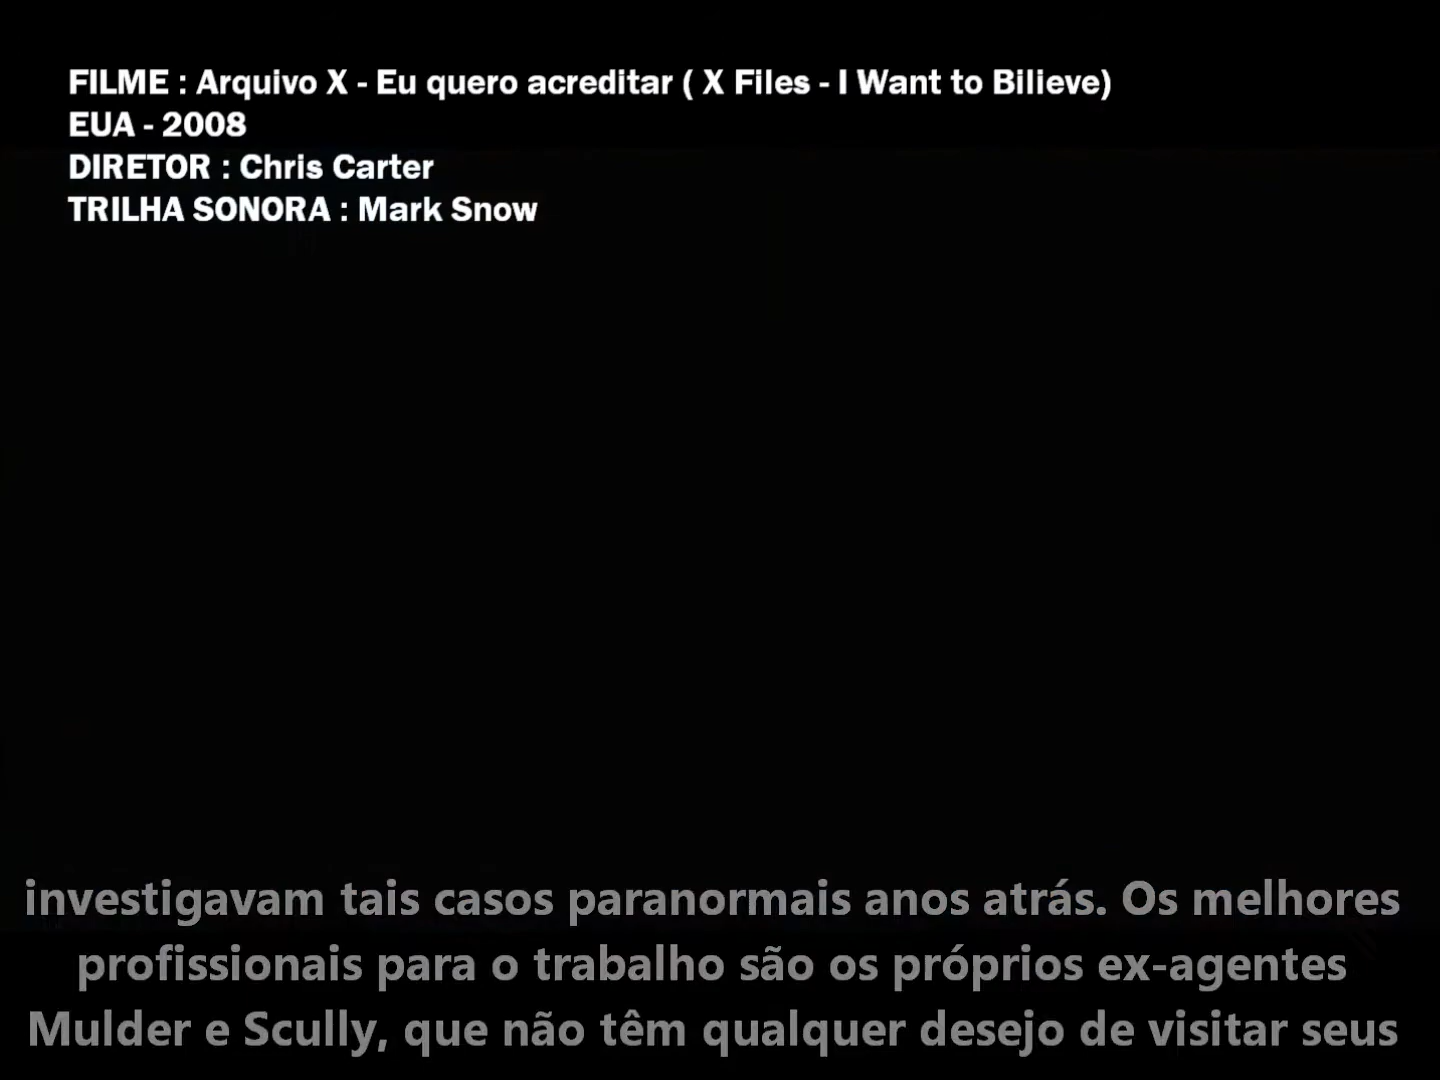 FILME : Arquivo X - Eu quero acreditar ( X Files - I Want to Bilieve)
EUA - 2008
DIRETOR : Chris Carter
TRILHA SONORA : Mark Snow
investigavam tais casos paranormais anos atrás. Os melhores
profissionais para o trabalho são os próprios ex-agentes
Mulder e Scully, que não têm qualquer desejo de visitar seus